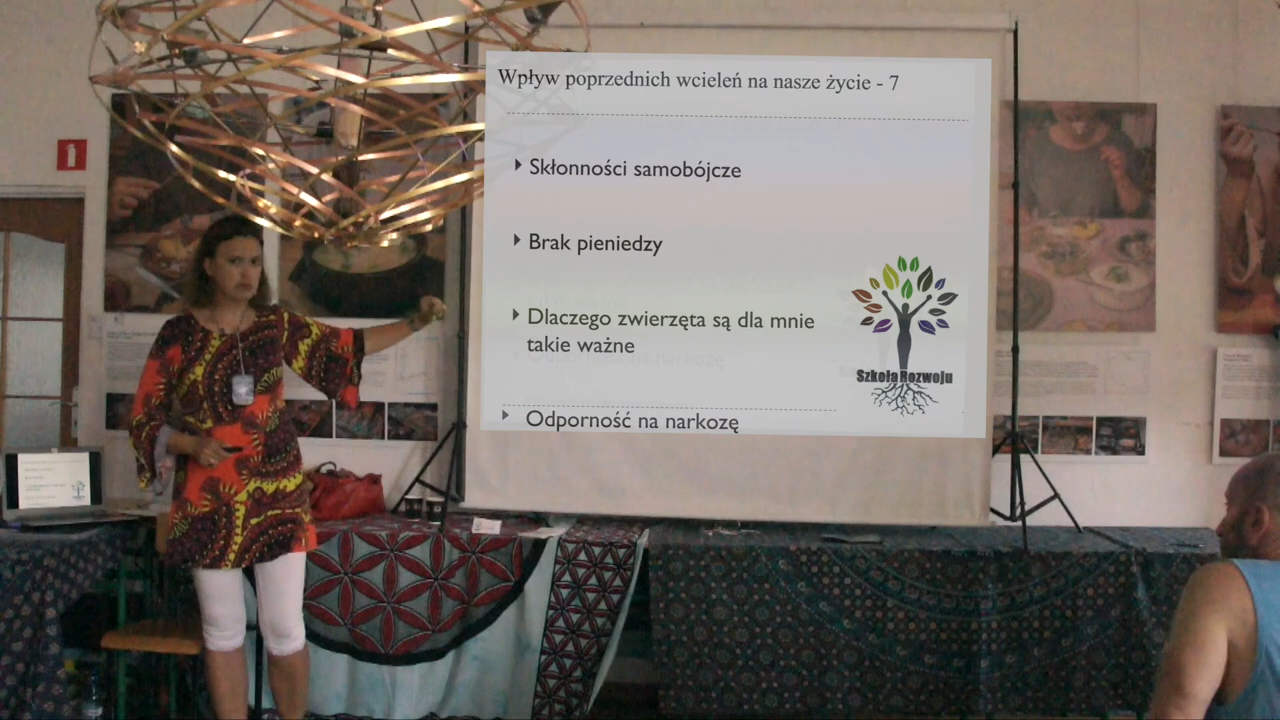 Wpływ poprzednich wcieleń na nasze życie - 7
Skłonności samobójcze
Brak pieniedzy
Dlaczego zwierzęta są dla mnie
takie ważne
Odporność na narkozę
Szkoła Rozwoju